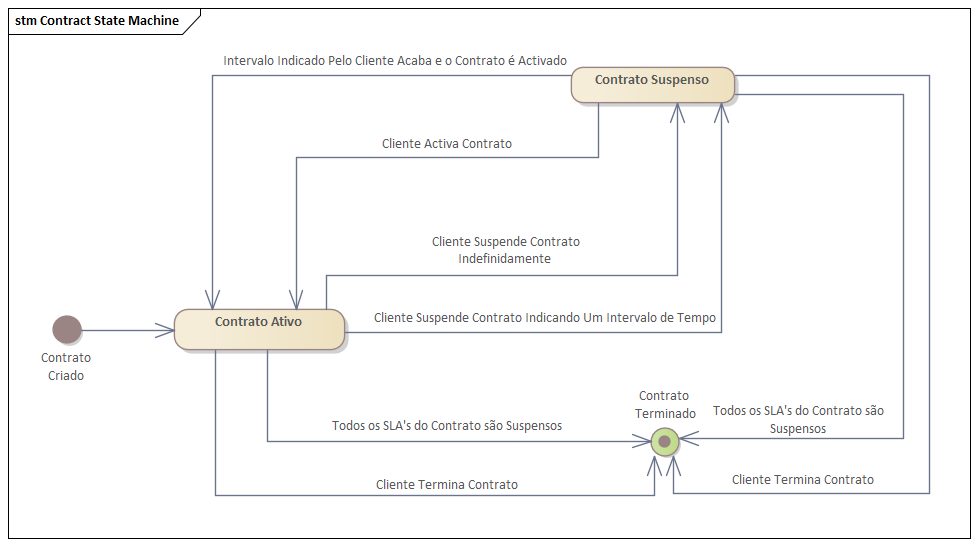 stm Contract State Machine
Intervalo Indicado Pelo Cliente Acaba e o Contrato é Activado
Contrato Suspenso
Cliente Activa Contrato
Cliente Suspende Contrato
Indefinidamente
Contrato Ativo
Cliente Suspende Contrato Indicando Um Intervalo de Tempo
Contrato
Criado
Contrato
Terminado
Todos os SLA's do Contrato são
Suspensos
Todos os SLA's do Contrato são Suspensos
Cliente Termina Contrato
Cliente Termina Contrato